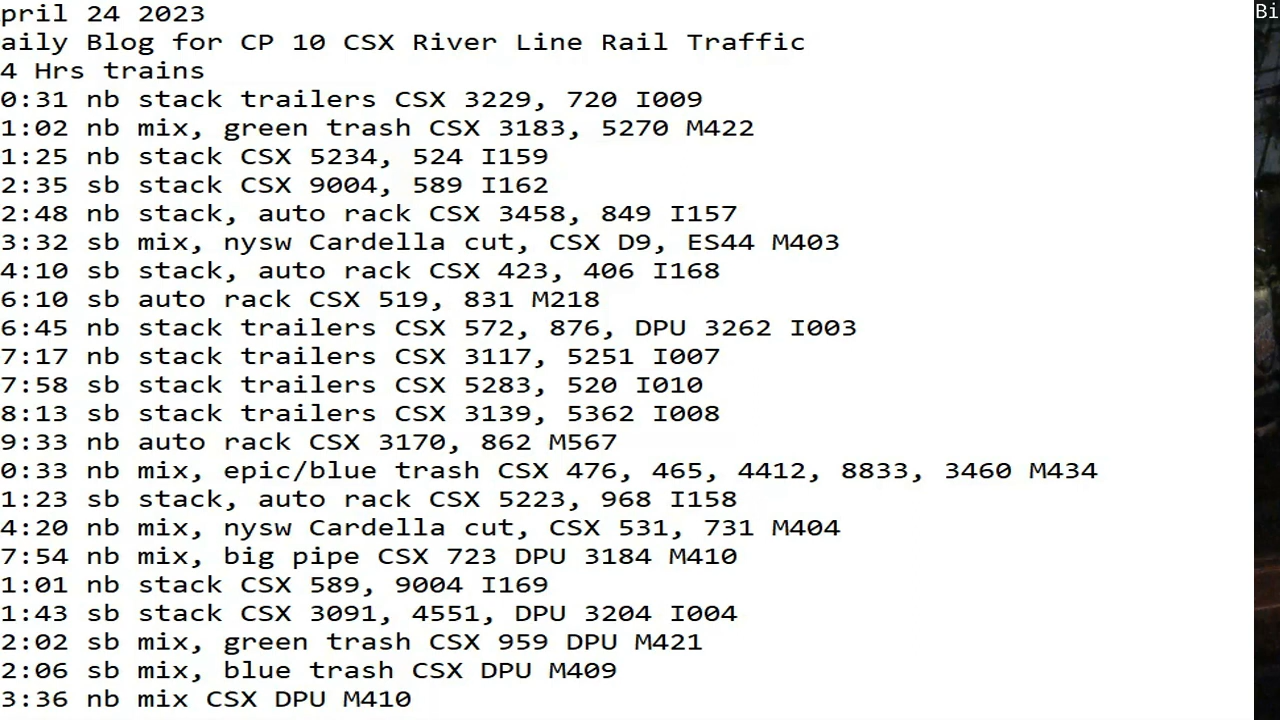 pril 24 2023
aily Blog for CP 10 CSX River Line Rail Traffic
4 Hrs trains
0:31 nb stack trailers CSX 3229, 720 I009
1:02 nb mix, green trash CSX 3183, 5270 M422
1:25 nb stack CSX 5234, 524 I159
2:35 sb stack CSX 9004, 589 I162
2:48 nb stack, auto rack CSX 3458, 849 I157
3:32 sb mix, nysw Cardella cut, CSX D9, ES44 M403
4:10 sb stack, auto rack CSX 423, 406 I168
6:10 sb auto rack CSX 519, 831 M218
6:45 nb stack trailers CSX 572, 876, DPU 3262 I003
7:17 nb stack trailers CSX 3117, 5251 I007
7:58 sb stack trailers CSX 5283, 520 I010
8:13 sb stack trailers CSX 3139, 5362 I008
9:33 nb auto rack CSX 3170, 862 M567
0:33 nb mix, epic/blue trash CSX 476, 465, 4412, 8833, 3460 M434
1:23 sb stack, auto rack CSX 5223, 968 I158
4:20 nb mix, nysw Cardella cut, CSX 531, 731 M404
7:54 nb mix, big pipe CSX 723 DPU 3184 M410
1:01 nb stack CSX 589, 9004 I169
1:43 sb stack CSX 3091, 4551, DPU 3204 I004
2:02 sb mix, green trash CSX 959 DPU M421
2:06 sb mix, blue trash CSX DPU M409
3:36 nb mix CSX DPU M410
Bi